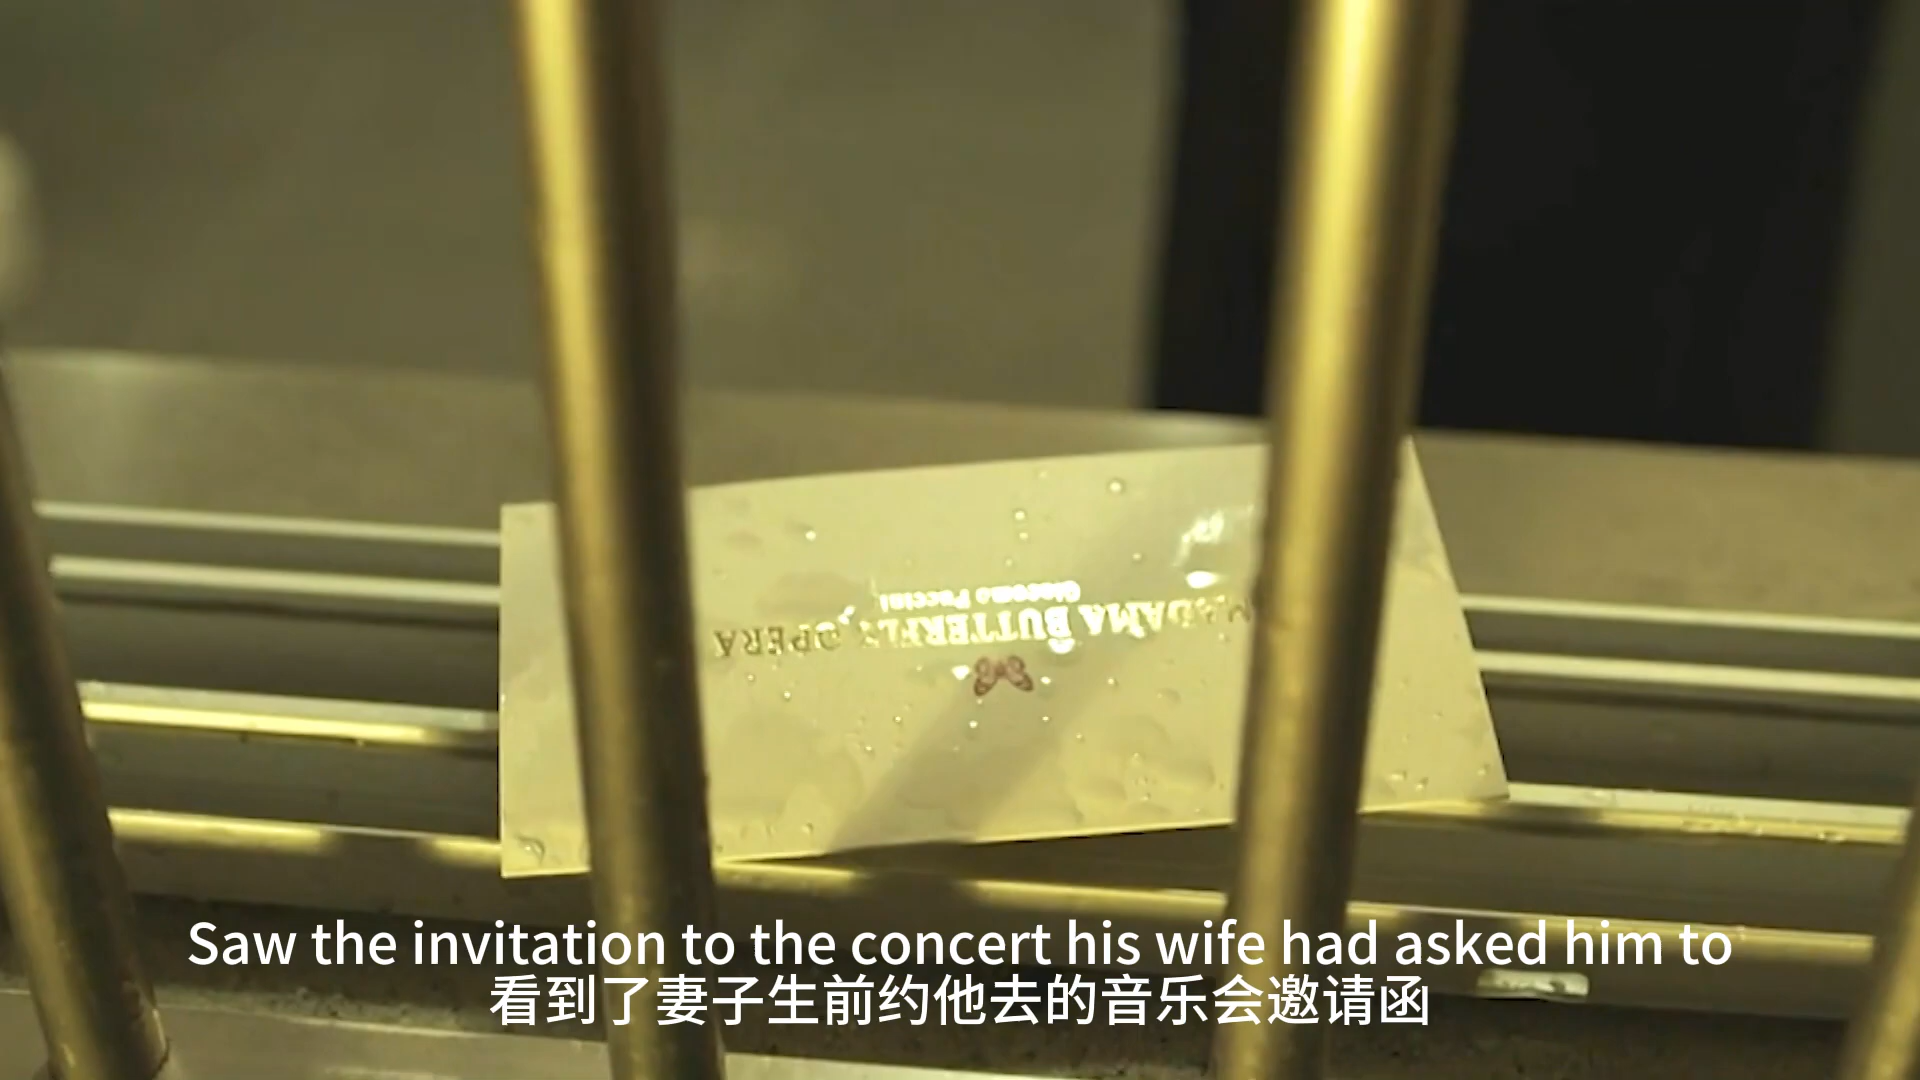 Giacomo Puccini
MADAMA BUTTERFLY, OPERA
Saw the invitation to the concert his wife had asked him to
看到了妻子生前约他去的音乐会邀请函